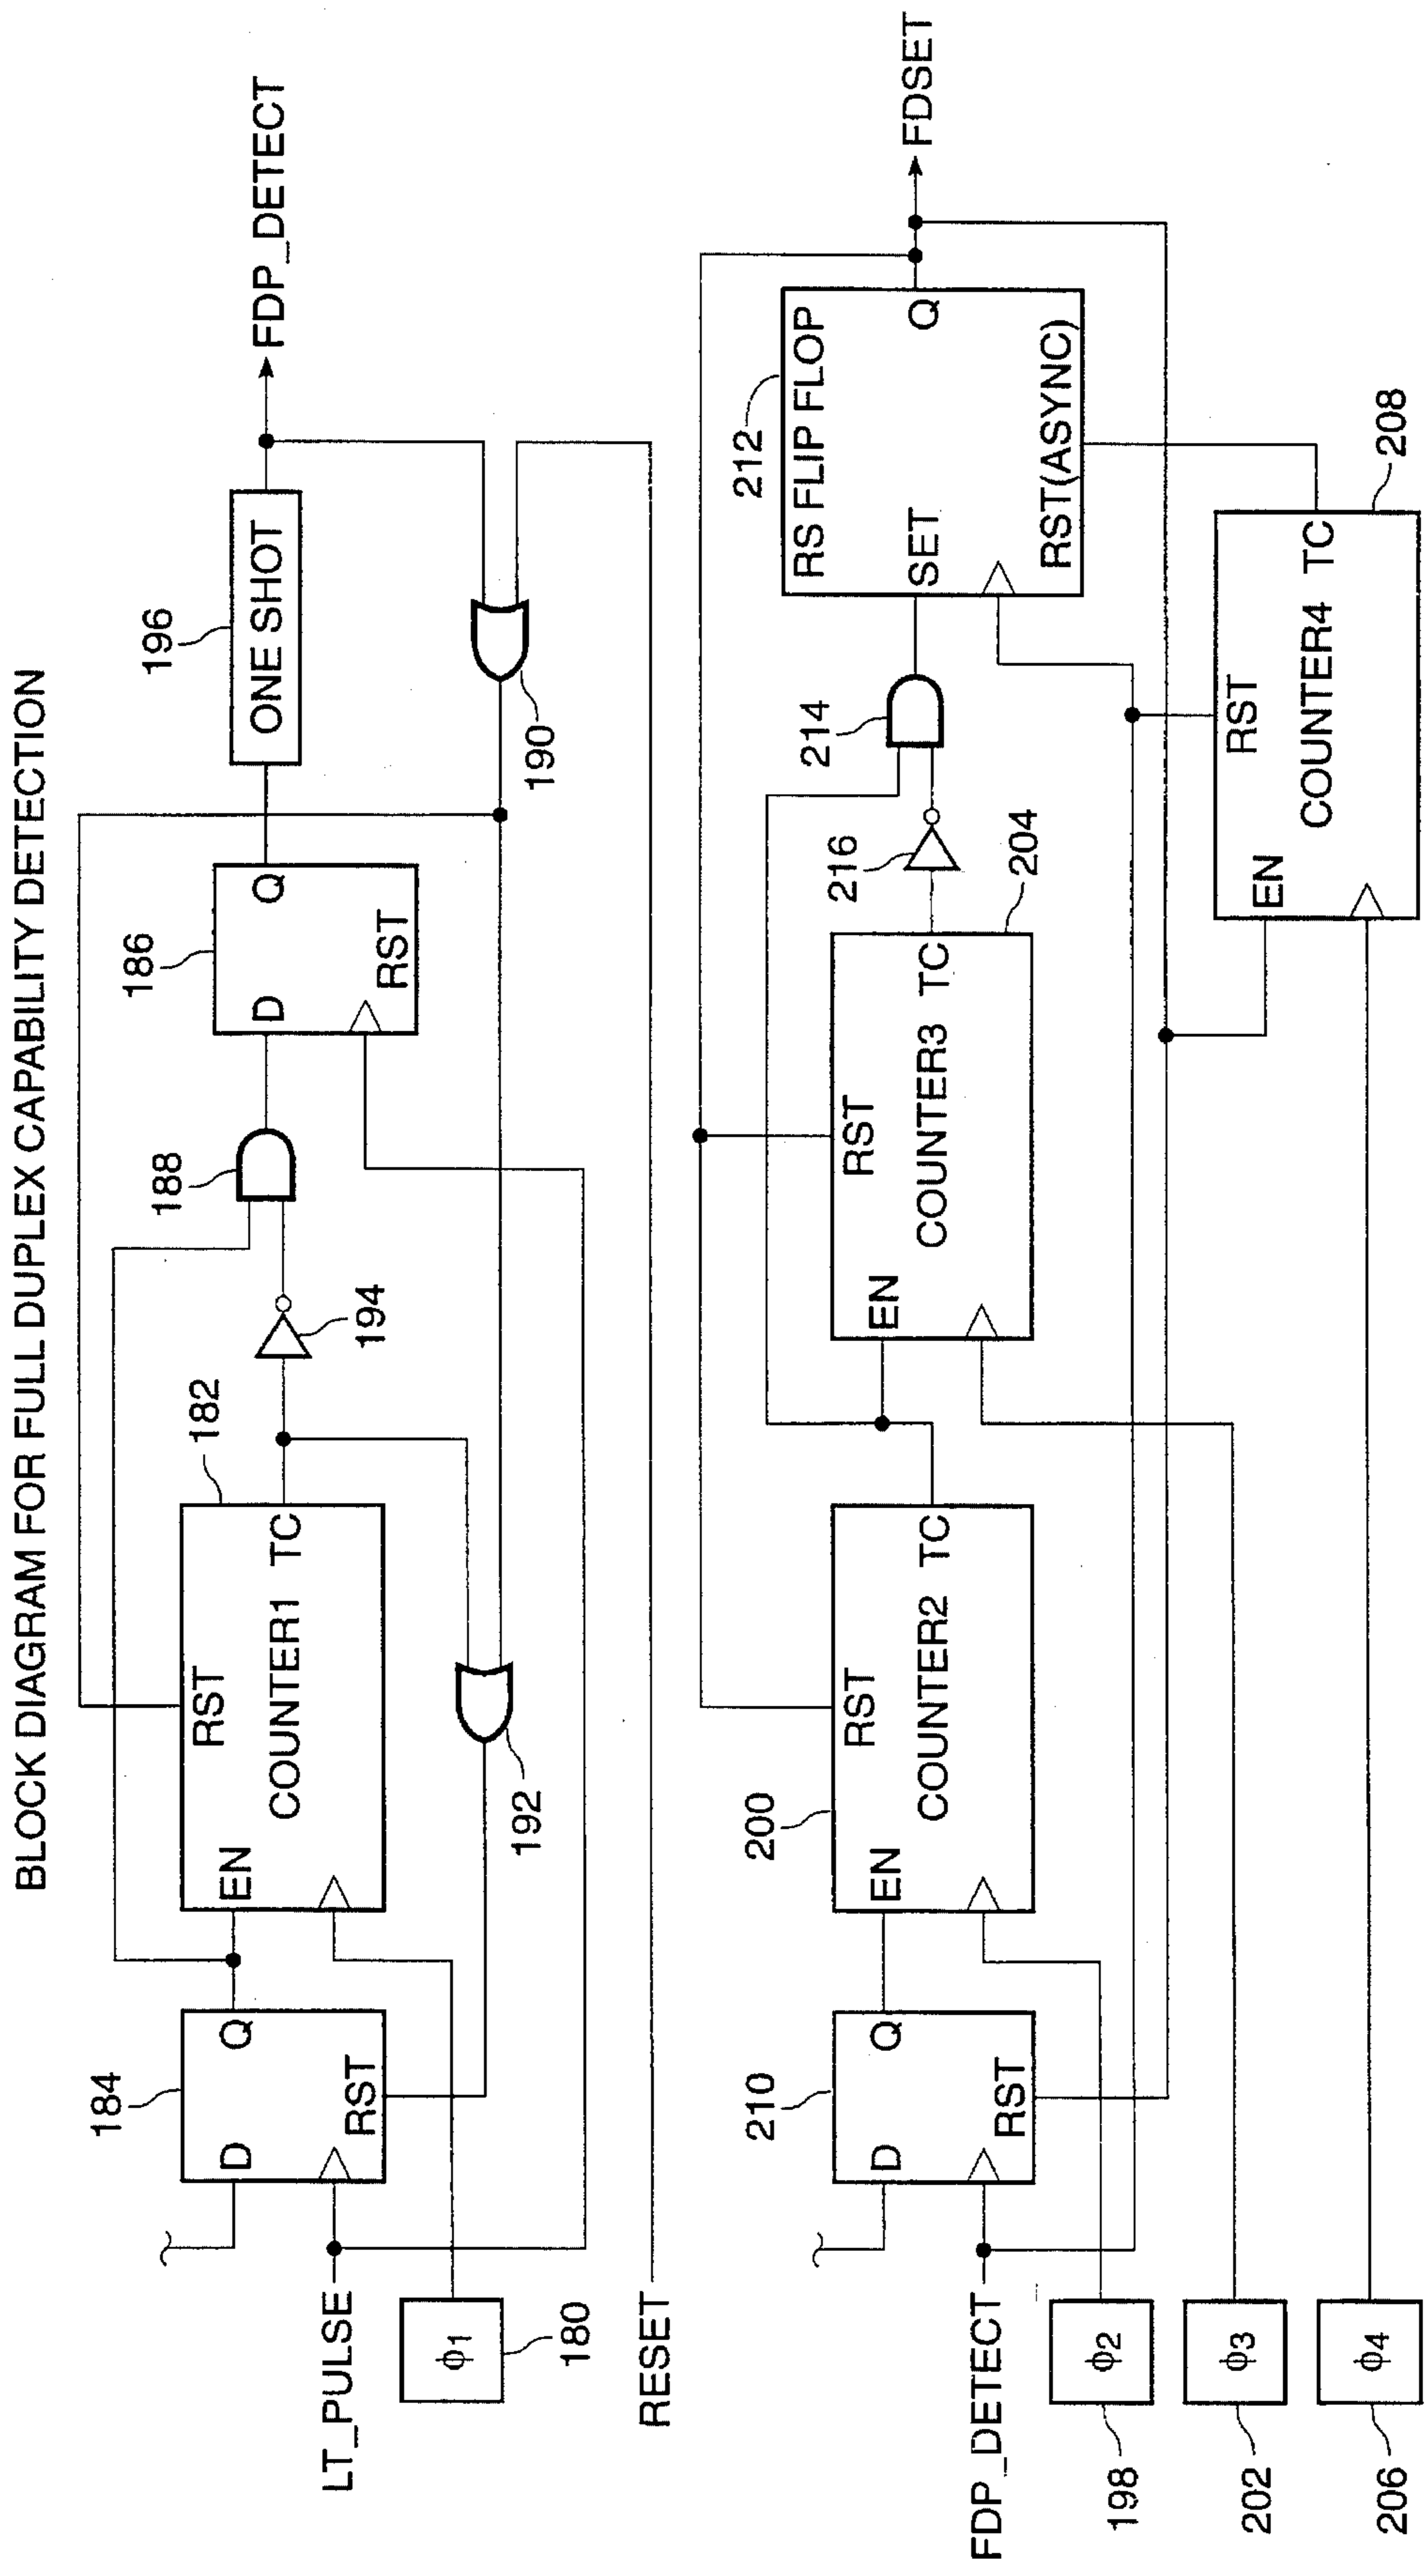 BLOCK DIAGRAM FOR FULL DUPLEX CAPABILITY DETECTION
184
D
Q
RST
LT_PULSE
ϕ1
180
182
RST
EN
COUNTER1
TC
192
194
188
186
D
Q
RST
196
ONE SHOT
190
FDP_DETECT
RESET
210
D
Q
RST
FDP_DETECT
ϕ2
198
ϕ3
202
ϕ4
206
200
RST
EN
COUNTER2
TC
RST
EN
COUNTER3
TC
204
216
214
212
RS FLIP FLOP
SET
Q
RST(ASYNC)
FDSET
RST
EN
COUNTER4
TC
208